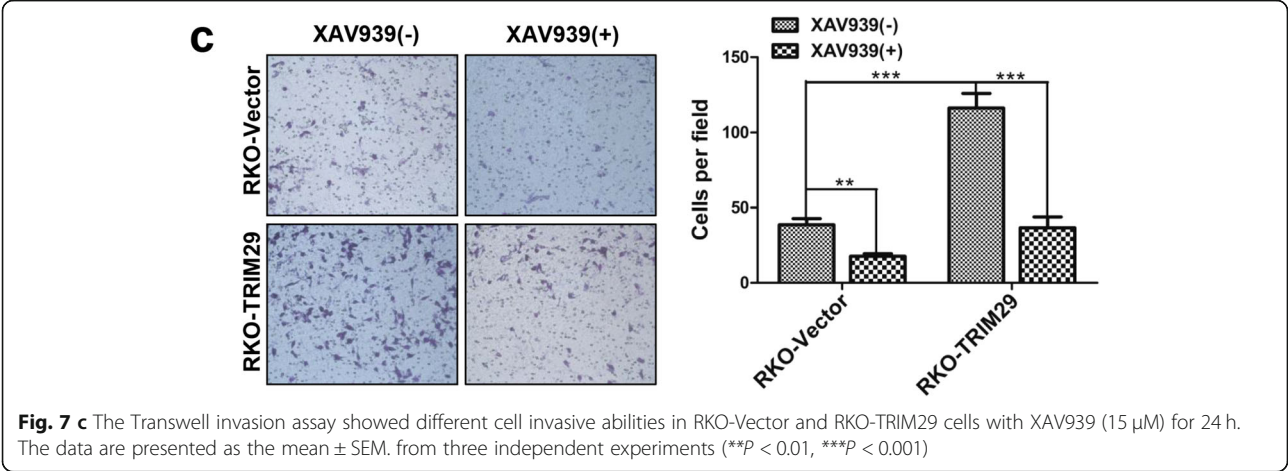 c
XAV939(-) XAV939(+)
RKO-Vector
RKO-TRIM29
XAV939(-)
XAV939(+)
Cells per field
150
100
50
0
*** ***
**
RKO-Vector
RKO-TRIM29
Fig. 7 c The Transwell invasion assay showed different cell invasive abilities in RKO-Vector and RKO-TRIM29 cells with XAV939 (15 μM) for 24 h.
The data are presented as the mean ± SEM. from three independent experiments (**P < 0.01, ***P < 0.001)